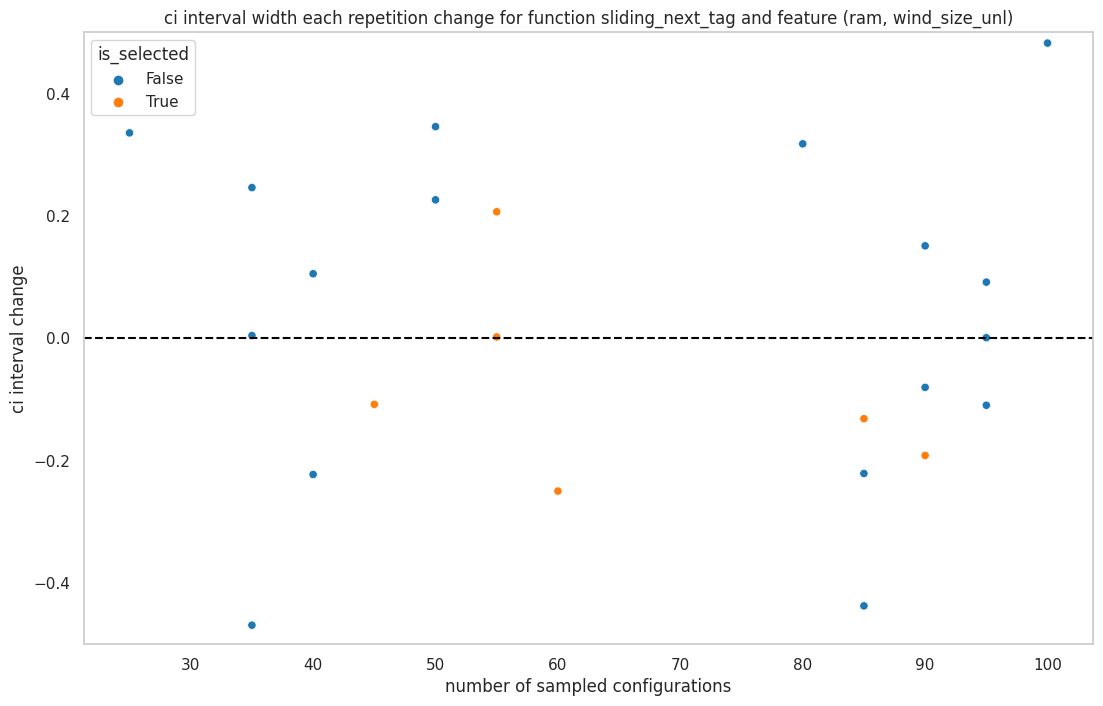 ci interval width each repetition change for function sliding_next_tag and feature (ram, wind_size_unl)
is_selected
False
True
ci interval change
0.4
0.2
0.0
−0.2
−0.4
30 40 50 60 70 80 90 100
number of sampled configurations